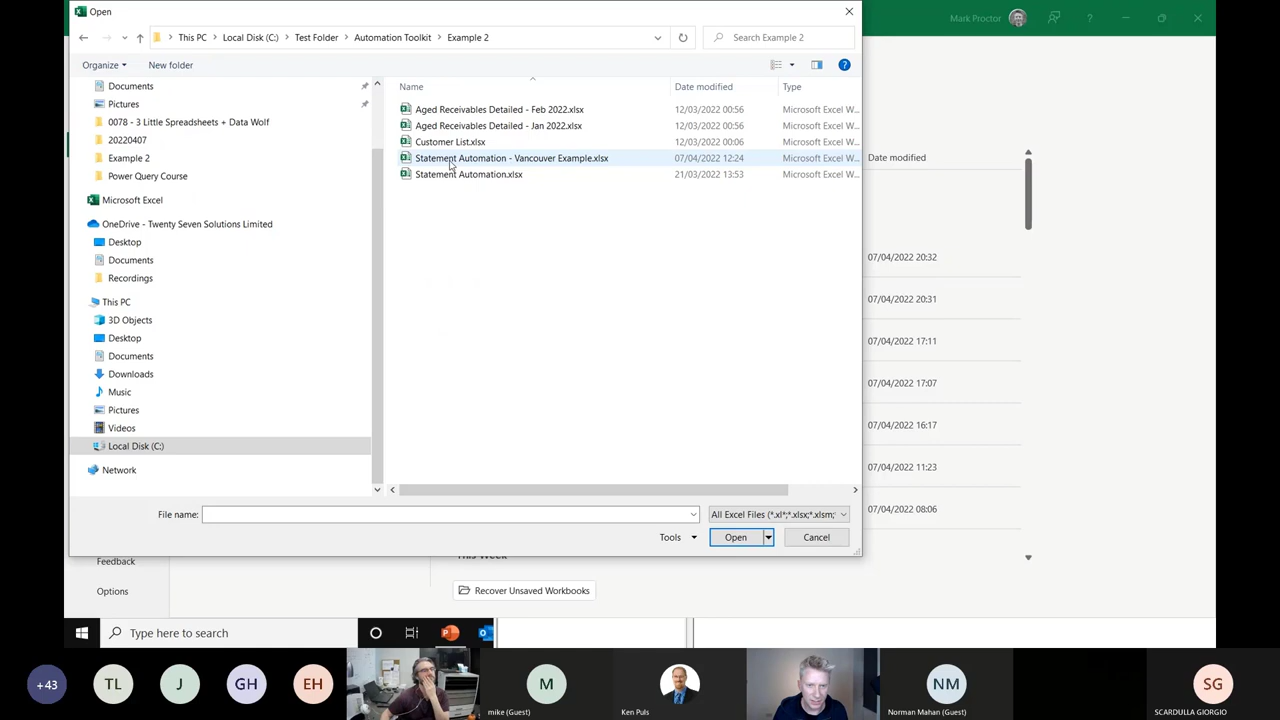 Open
Mark Proctor
This PC
Local Disk (C:)
Test Folder
Automation Toolkit
Example 2
Search Example 2
Organize
New folder
Name
Date modified
Type
Documents
Pictures
0078 - 3 Little Spreadsheets + Data Wolf
20220407
Example 2
Power Query Course
Microsoft Excel
OneDrive - Twenty Seven Solutions Limited
Desktop
Documents
Recordings
This PC
3D Objects
Desktop
Documents
Downloads
Music
Pictures
Videos
Local Disk (C:)
Network
Aged Receivables Detailed - Feb 2022.xlsx 12/03/2022 00:56 Microsoft Excel W...
Aged Receivables Detailed - Jan 2022.xlsx 12/03/2022 00:56 Microsoft Excel W...
Customer List.xlsx 12/03/2022 00:06 Microsoft Excel W...
Statement Automation - Vancouver Example.xlsx 07/04/2022 12:24 Microsoft Excel W...
Statement Automation.xlsx 21/03/2022 13:53 Microsoft Excel W...
Date modified
07/04/2022 20:32
07/04/2022 20:31
07/04/2022 17:11
07/04/2022 17:07
07/04/2022 16:17
07/04/2022 11:23
07/04/2022 08:06
File name:
All Excel Files (*.xl*;*.xlsx;*.xlsm;
Tools
Open
Cancel
This Week
Feedback
Options
Recover Unsaved Workbooks
Type here to search
+43
TL
J
GH
EH
M
mike (Guest)
Ken Puls
NM
Norman Mahan (Guest)
SG
SCARDULLA GIORGIO